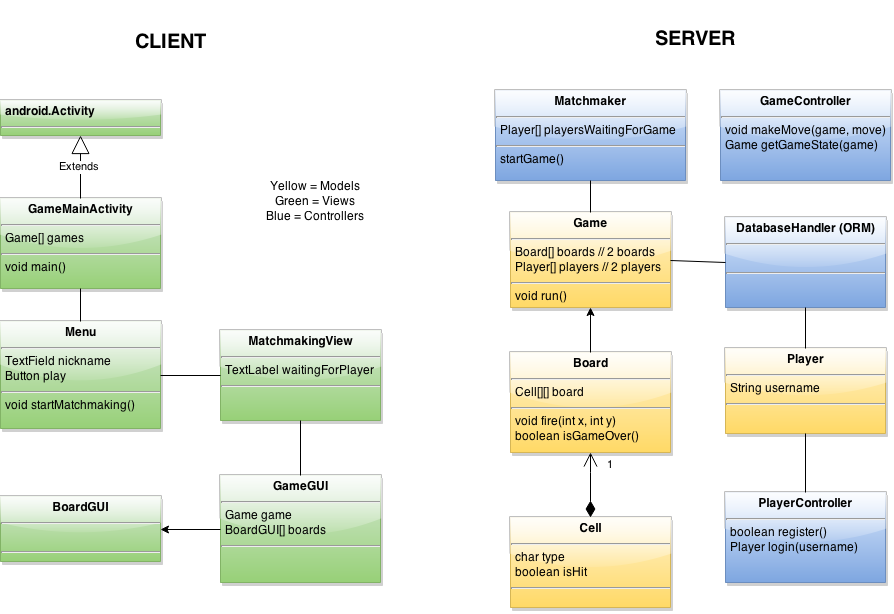 CLIENT
android.Activity
Extends
GameMainActivity
Game[] games
void main()
Menu
TextField nickname
Button play
void startMatchmaking()
MatchmakingView
TextLabel waitingForPlayer
GameGUI
Game game
BoardGUI[] boards
BoardGUI
Yellow = Models
Green = Views
Blue = Controllers
SERVER
Matchmaker
Player[] playersWaitingForGame
startGame()
GameController
void makeMove(game, move)
Game getGameState(game)
Game
Board[] boards // 2 boards
Player[] players // 2 players
void run()
DatabaseHandler (ORM)
Board
Cell[][] board
void fire(int x, int y)
boolean isGameOver()
1
Player
String username
Cell
char type
boolean isHit
PlayerController
boolean register()
Player login(username)